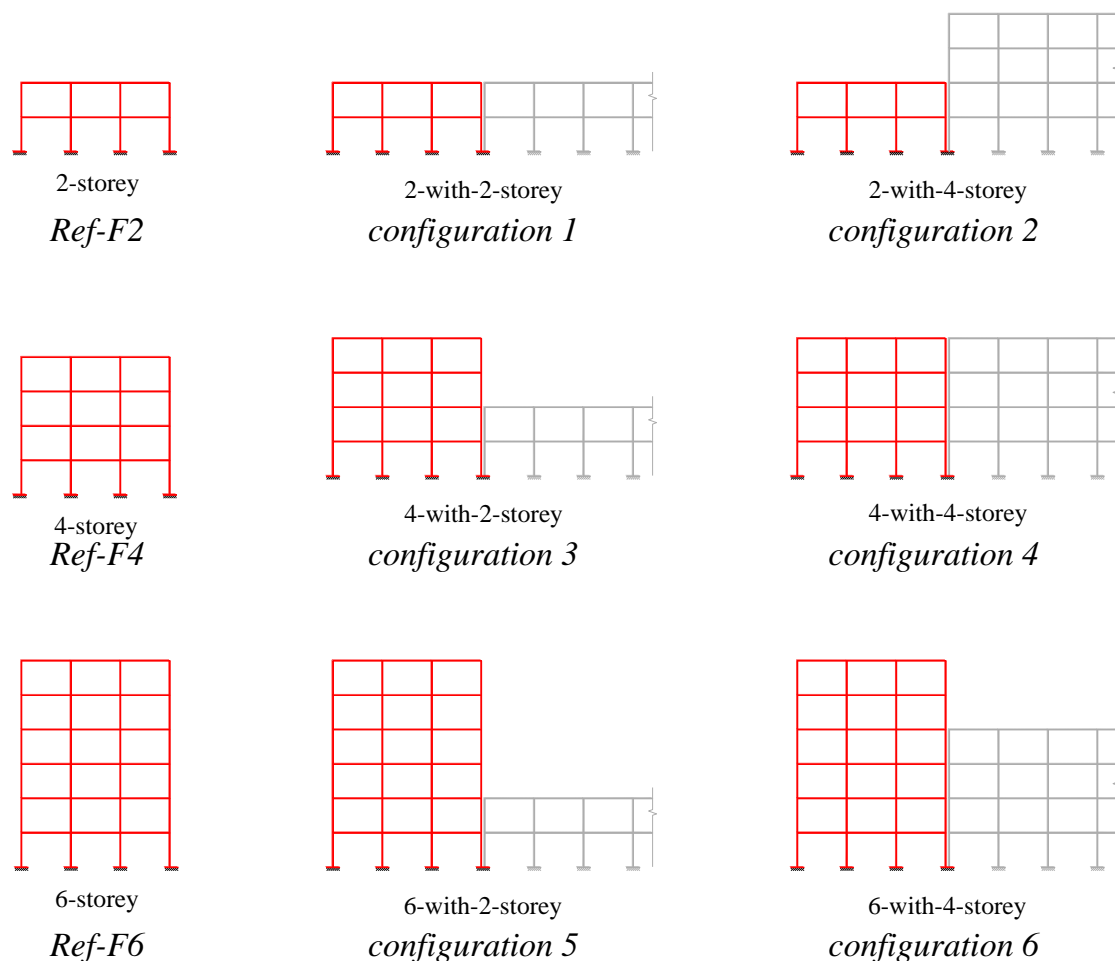 2-storey
Ref-F2
2-with-2-storey
configuration 1
2-with-4-storey
configuration 2
4-storey
Ref-F4
4-with-2-storey
configuration 3
4-with-4-storey
configuration 4
6-storey
Ref-F6
6-with-2-storey
configuration 5
6-with-4-storey
configuration 6